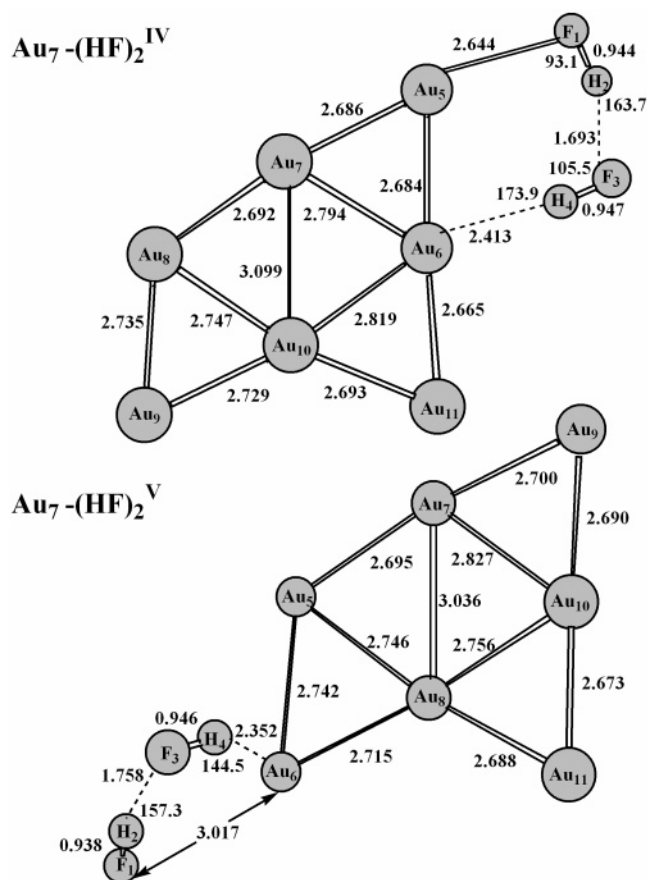 Au₇ -(HF)₂ᴵⱽ
F₁
2.644
0.944
93.1
H₂
Au₅
163.7
2.686
1.693
Au₇
105.5
F₃
2.684
173.9
H₄
0.947
2.692
2.794
2.413
Au₈
Au₆
3.099
2.735
2.747
2.819
2.665
Au₁₀
Au₉
2.729
2.693
Au₁₁
Au₉
Au₇ -(HF)₂ⱽ
2.700
Au₇
2.690
2.695
2.827
Au₅
3.036
Au₁₀
2.746
2.756
2.742
2.673
0.946
H₄
2.352
Au₈
F₃
144.5
Au₆
2.715
2.688
1.758
Au₁₁
157.3
H₂
3.017
0.938
F₁